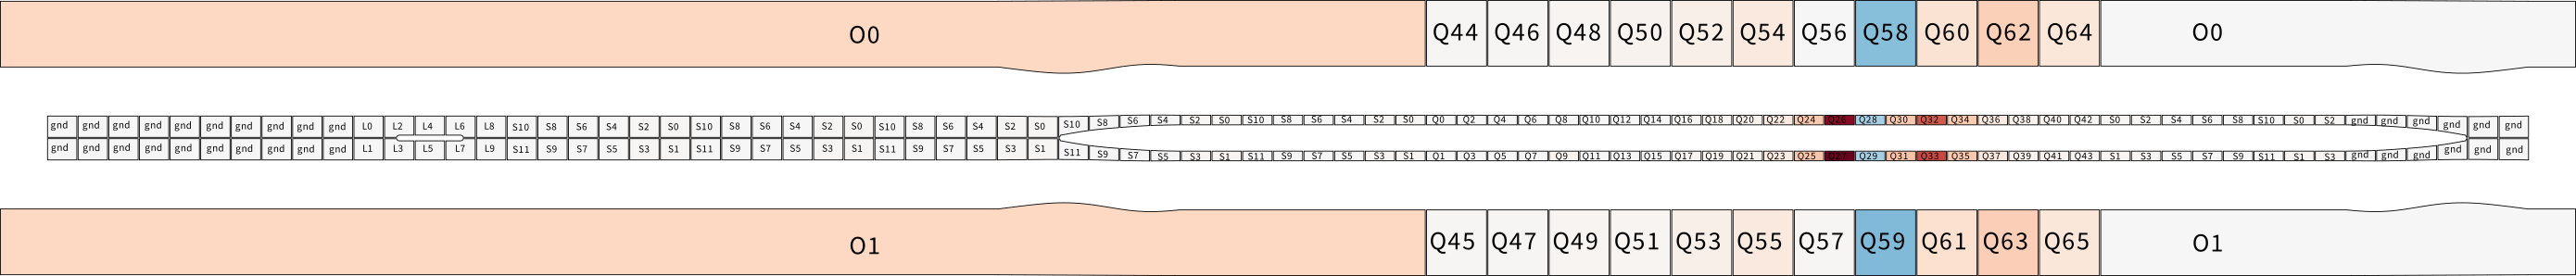 O0 Q44 Q46 Q48 Q50 Q52 Q54 Q56 Q58 Q60 Q62 Q64 O0
gnd gnd gnd gnd gnd gnd gnd gnd gnd gnd L0 L2 L4 L6 L8 S10 S8 S6 S4 S2 S0 S10 S8 S6 S4 S2 S0 S10 S8 S6 S4 S2 S0 S10 S8 S6 S4 S2 S0 S10 S8 S6 S4 S2 S0 Q0 Q2 Q4 Q6 Q8 Q10 Q12 Q14 Q16 Q18 Q20 Q22 Q24 Q26 Q28 Q30 Q32 Q34 Q36 Q38 Q40 Q42 S0 S2 S4 S6 S8 S10 S0 S2 gnd gnd gnd gnd gnd gnd
gnd gnd gnd gnd gnd gnd gnd gnd gnd gnd L1 L3 L5 L7 L9 S11 S9 S7 S5 S3 S1 S11 S9 S7 S5 S3 S1 S11 S9 S7 S5 S3 S1 S11 S9 S7 S5 S3 S1 S11 S9 S7 S5 S3 S1 Q1 Q3 Q5 Q7 Q9 Q11 Q13 Q15 Q17 Q19 Q21 Q23 Q25 Q27 Q29 Q31 Q33 Q35 Q37 Q39 Q41 Q43 S1 S3 S5 S7 S9 S11 S1 S3 gnd gnd gnd gnd gnd gnd
O1 Q45 Q47 Q49 Q51 Q53 Q55 Q57 Q59 Q61 Q63 Q65 O1